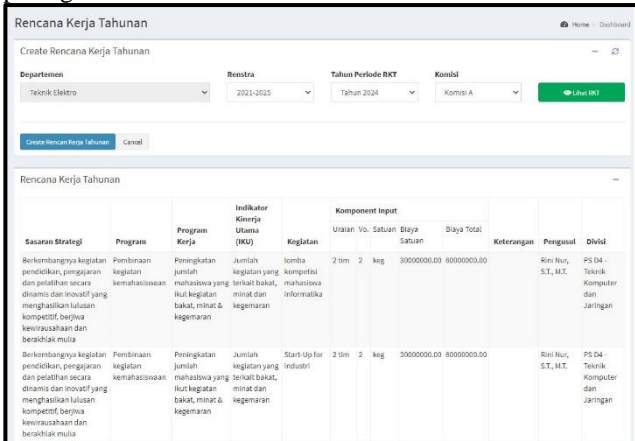 Rencana Kerja Tahunan
Home - Dashboard
Create Rencana Kerja Tahunan
Departemen
Renstra
Tahun Periode RKT
Komisi
Teknik Elektro
2021-2025
Tahun 2024
Komisi A
Lihat RKT
Create Rencan Kerja Tahunan
Cancel
Rencana Kerja Tahunan
Sasaran Strategi
Program
Program
Kerja
Indikator
Kinerja
Utama
(IKU)
Kegiatan
Komponent Input
Uraian
Vo.
Satuan
Biaya
Satuan
Biaya Total
Keterangan
Pengusul
Divisi
Berkembangnya kegiatan
pendidikan, pengajaran
dan pelatihan secara
dinamis dan inovatif yang
menghasilkan lulusan
kompetitif, berjiwa
kewirausahaan dan
berakhlak mulia
Pembinaan
kegiatan
kemahasiswaan
Peningkatan
jumlah
mahasiswa yang
ikut kegiatan
bakat, minat &
kegemaran
Jumlah
kegiatan yang
terkait bakat,
minat dan
kegemaran
lomba
kompetisi
mahasiswa
informatika
2 tim
2
keg
30000000.00
60000000.00
Rini Nur,
S.T., M.T.
PS D4 -
Teknik
Komputer
dan
Jaringan
Berkembangnya kegiatan
pendidikan, pengajaran
dan pelatihan secara
dinamis dan inovatif yang
menghasilkan lulusan
kompetitif, berjiwa
kewirausahaan dan
berakhlak mulia
Pembinaan
kegiatan
kemahasiswaan
Peningkatan
jumlah
mahasiswa yang
ikut kegiatan
bakat, minat &
kegemaran
Jumlah
kegiatan yang
terkait bakat,
minat dan
kegemaran
Start-Up for
industri
2 tim
2
keg
30000000.00
60000000.00
Rini Nur,
S.T., M.T.
PS D4 -
Teknik
Komputer
dan
Jaringan